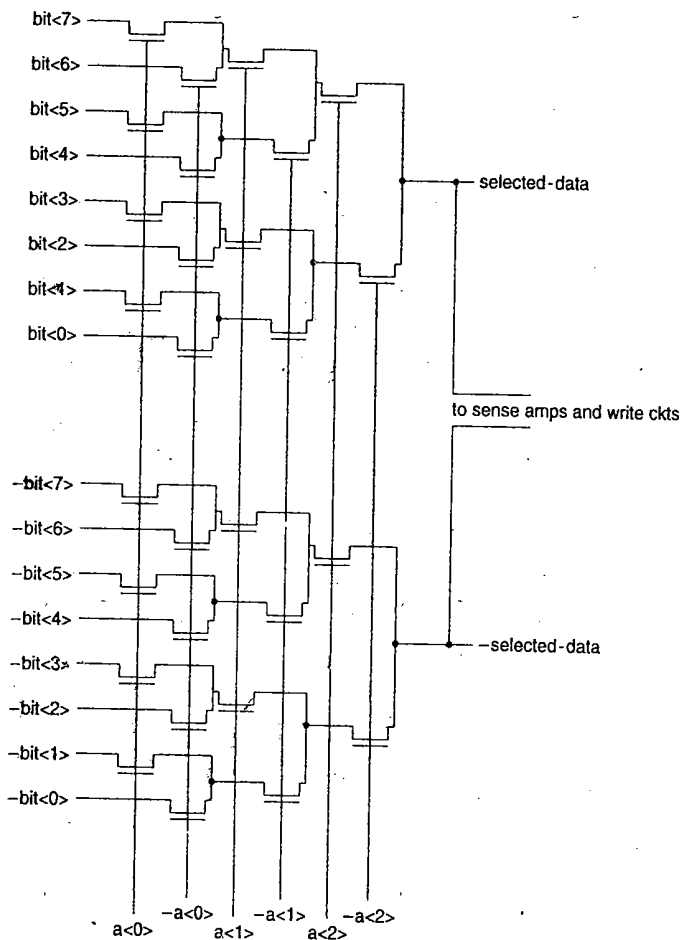 bit<7>
bit<6>
bit<5>
bit<4>
bit<3>
bit<2>
bit<4>
bit<0>
selected-data
to sense amps and write ckts
-bit<7>
-bit<6>
-bit<5>
-bit<4>
-bit<3>
-bit<2>
-bit<1>
-bit<0>
-selected-data
a<0>
-a<0>
a<1>
-a<1>
a<2>
-a<2>